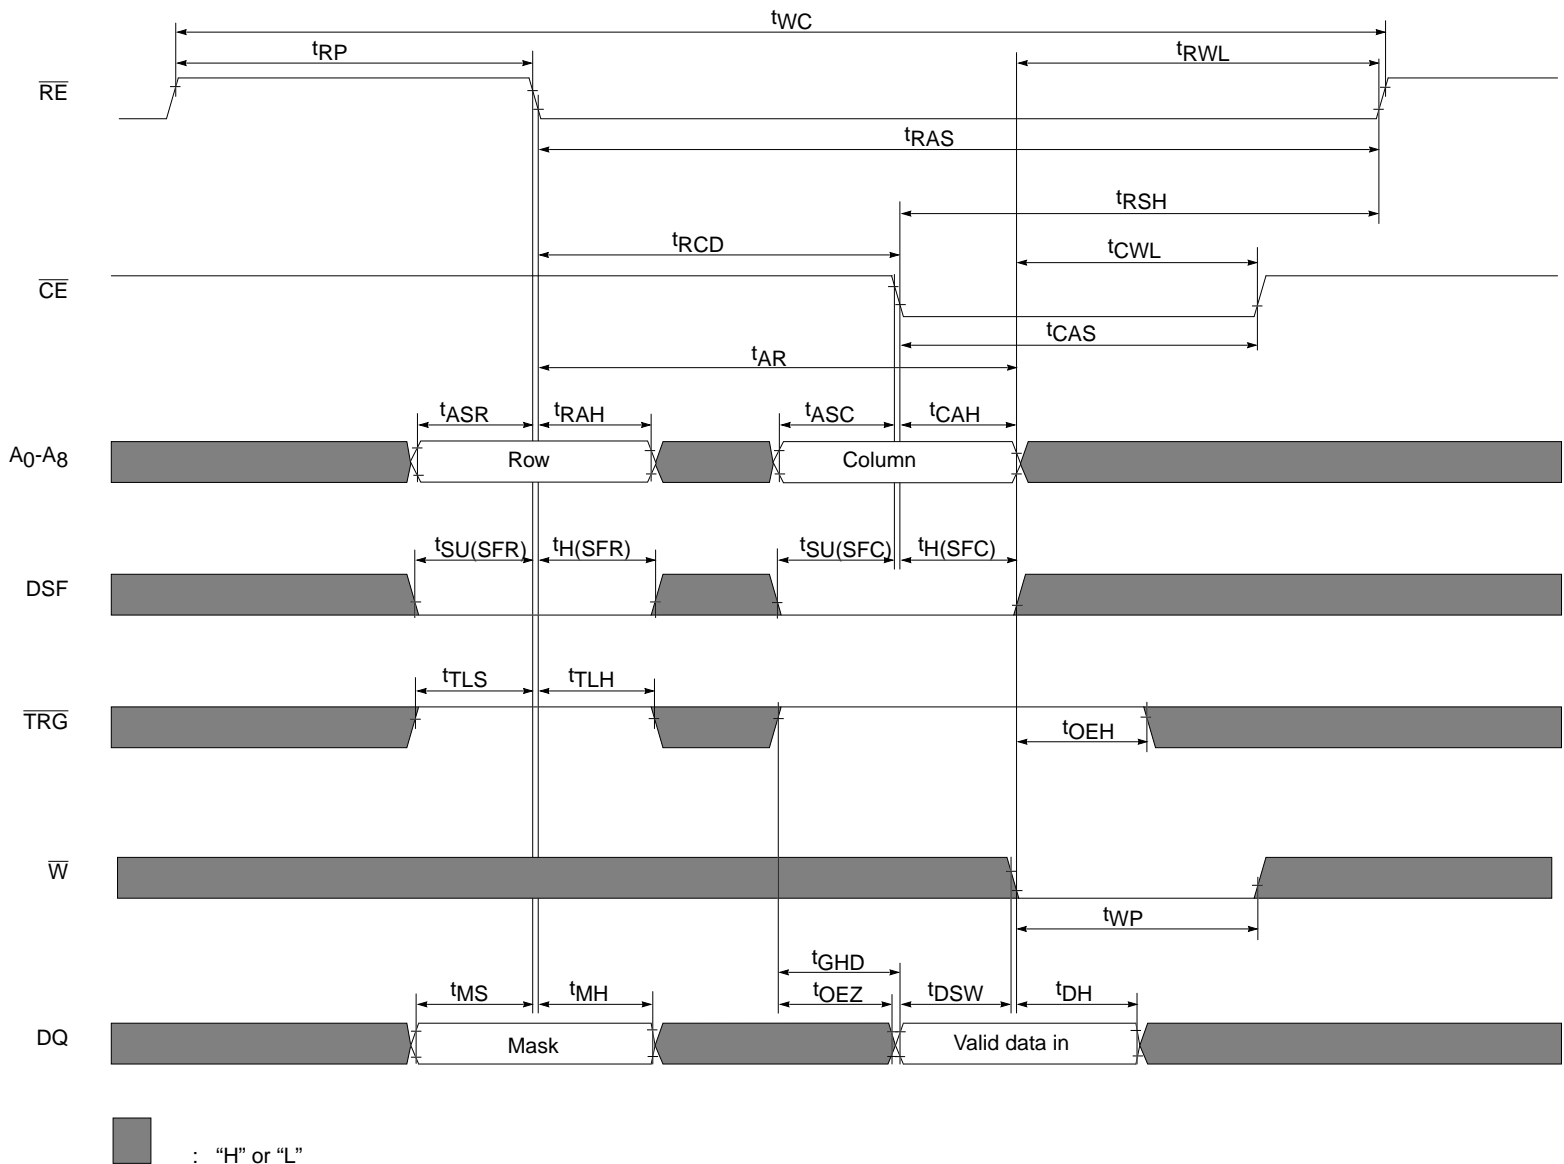 tWC
tRP
tRWL
RE
tRAS
tRSH
tRCD
tCWL
CE
tCAS
tAR
tASR
tRAH
tASC
tCAH
A0-A8
Row
Column
tSU(SFR)
tH(SFR)
tSU(SFC)
tH(SFC)
DSF
tTLS
tTLH
TRG
tOEH
W
tWP
tGHD
tMS
tMH
tOEZ
tDSW
tDH
DQ
Mask
Valid data in
: “H” or “L”